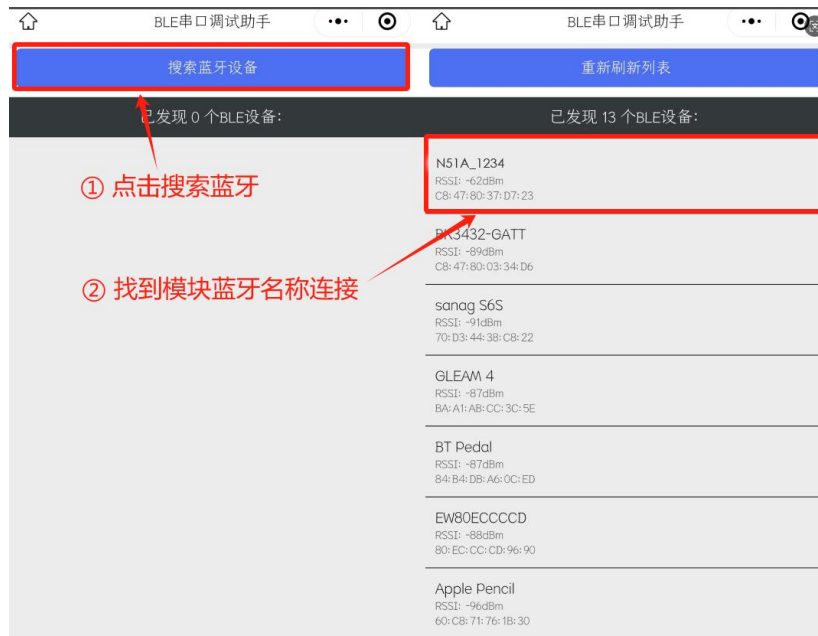 BLE串口调试助手
搜索蓝牙设备
已发现 0 个BLE设备:
① 点击搜索蓝牙
② 找到模块蓝牙名称连接
BLE串口调试助手
重新刷新列表
已发现 13 个BLE设备:
N51A_1234
RSSI: -62dBm
C8:47:80:37:D7:23
BK3432-GATT
RSSI: -89dBm
C8:47:80:03:34:D6
sanag S6S
RSSI: -91dBm
70:D3:44:38:C8:22
GLEAM 4
RSSI: -87dBm
BA:A1:AB:CC:3C:5E
BT Pedal
RSSI: -87dBm
84:B4:DB:A6:0C:ED
EW80ECCCCD
RSSI: -88dBm
80:EC:CC:CD:96:90
Apple Pencil
RSSI: -96dBm
60:C8:71:76:1B:30